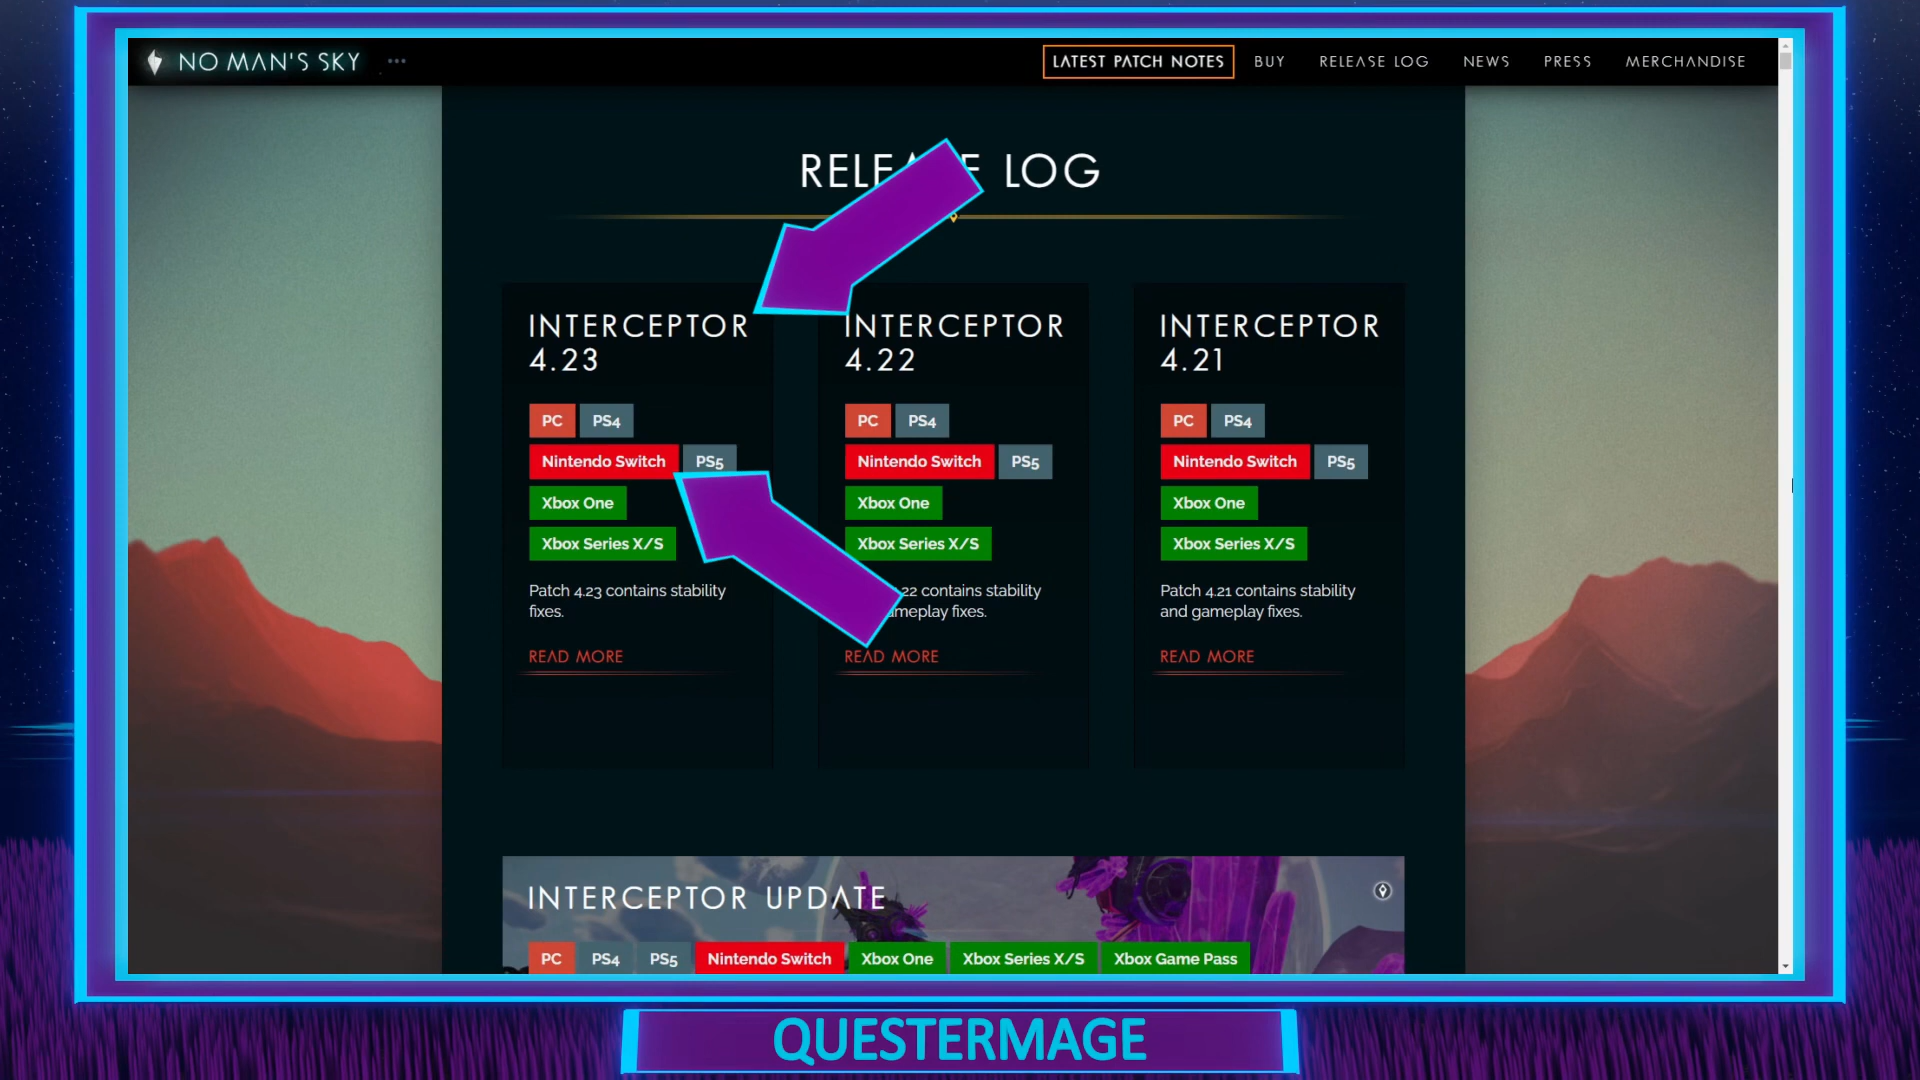 NO MAN'S SKY
LATEST PATCH NOTES BUY RELEASE LOG NEWS PRESS MERCHANDISE
RELEASE LOG
INTERCEPTOR
4.23
PC PS4
Nintendo Switch PS5
Xbox One
Xbox Series X/S
Patch 4.23 contains stability
fixes.
READ MORE
INTERCEPTOR
4.22
PC PS4
Nintendo Switch PS5
Xbox One
Xbox Series X/S
.22 contains stability
ameplay fixes.
READ MORE
INTERCEPTOR
4.21
PC PS4
Nintendo Switch PS5
Xbox One
Xbox Series X/S
Patch 4.21 contains stability
and gameplay fixes.
READ MORE
INTERCEPTOR UPDATE
PC PS4 PS5 Nintendo Switch Xbox One Xbox Series X/S Xbox Game Pass
QUESTERMAGE